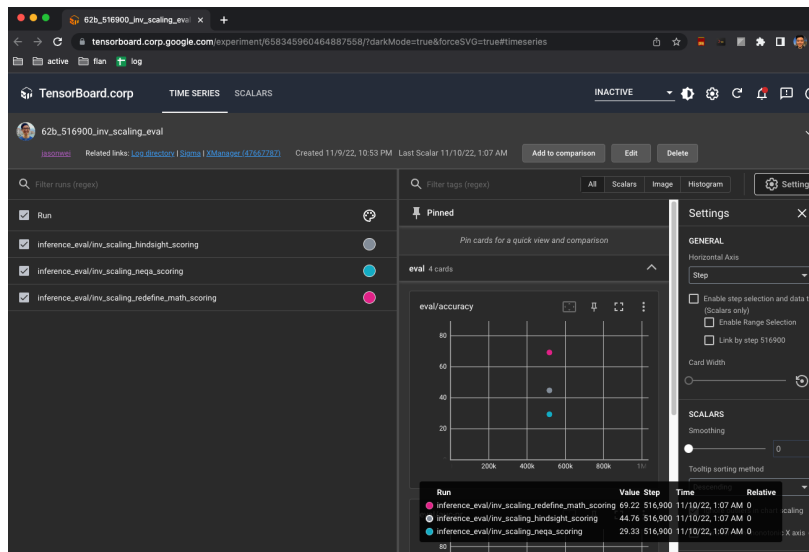 62b_516900_inv_scaling_eval
tensorboard.corp.google.com/experiment/658345960464887558/?darkMode=true&forceSVG=true#timeseries
active flan log
TensorBoard.corp TIME SERIES SCALARS INACTIVE
62b_516900_inv_scaling_eval
jasonwei Related links: Log directory | Sigma | XManager (47667787) Created 11/9/22, 10:53 PM Last Scalar 11/10/22, 1:07 AM Add to comparison Edit Delete
Filter runs (regex)
Run
inference_eval/inv_scaling_hindsight_scoring
inference_eval/inv_scaling_neqa_scoring
inference_eval/inv_scaling_redefine_math_scoring
Filter tags (regex) All Scalars Image Histogram Setting
Pinned
Pin cards for a quick view and comparison
eval 4 cards
eval/accuracy
80
60
40
20
200k 400k 600k 800k 1M
Settings
GENERAL
Horizontal Axis
Step
Enable step selection and data t
(Scalars only)
Enable Range Selection
Link by step 516900
Card Width
SCALARS
Smoothing
0
Tooltip sorting method
Run Value Step Time Relative
inference_eval/inv_scaling_redefine_math_scoring 69.22 516,900 11/10/22, 1:07 AM 0
inference_eval/inv_scaling_hindsight_scoring 44.76 516,900 11/10/22, 1:07 AM 0
inference_eval/inv_scaling_neqa_scoring 29.33 516,900 11/10/22, 1:07 AM 0
scaling
X axis
80